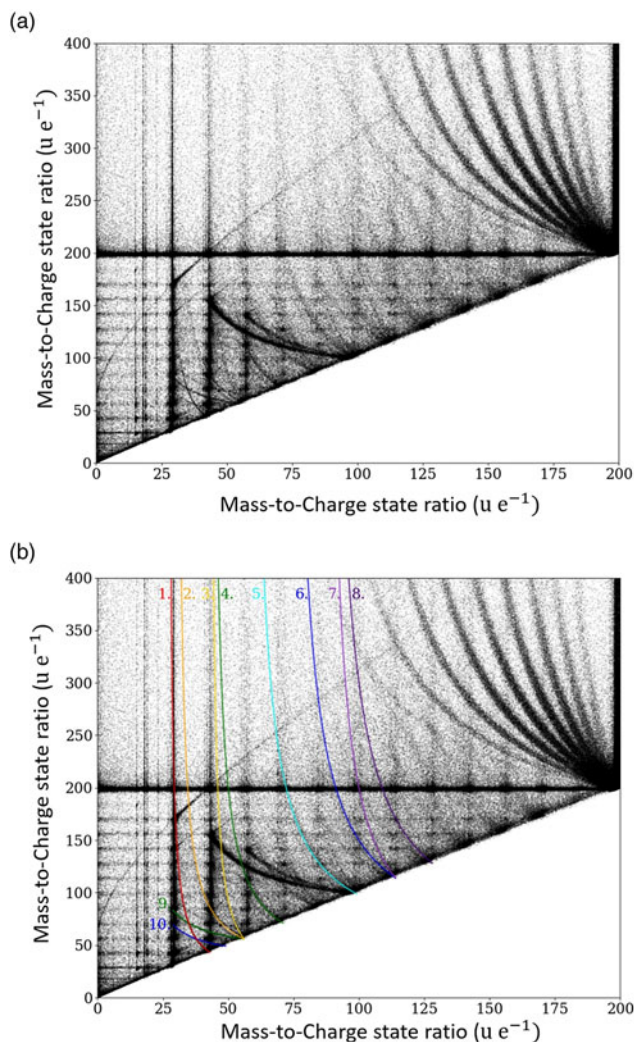 (a)
400
350
300
250
200
150
100
50
0
0 25 50 75 100 125 150 175 200
Mass-to-Charge state ratio (u e⁻¹)
Mass-to-Charge state ratio (u e⁻¹)
(b)
400
350
300
250
200
150
100
50
0
1. 2. 3. 4. 5. 6. 7. 8.
9.
10.
0 25 50 75 100 125 150 175 200
Mass-to-Charge state ratio (u e⁻¹)
Mass-to-Charge state ratio (u e⁻¹)